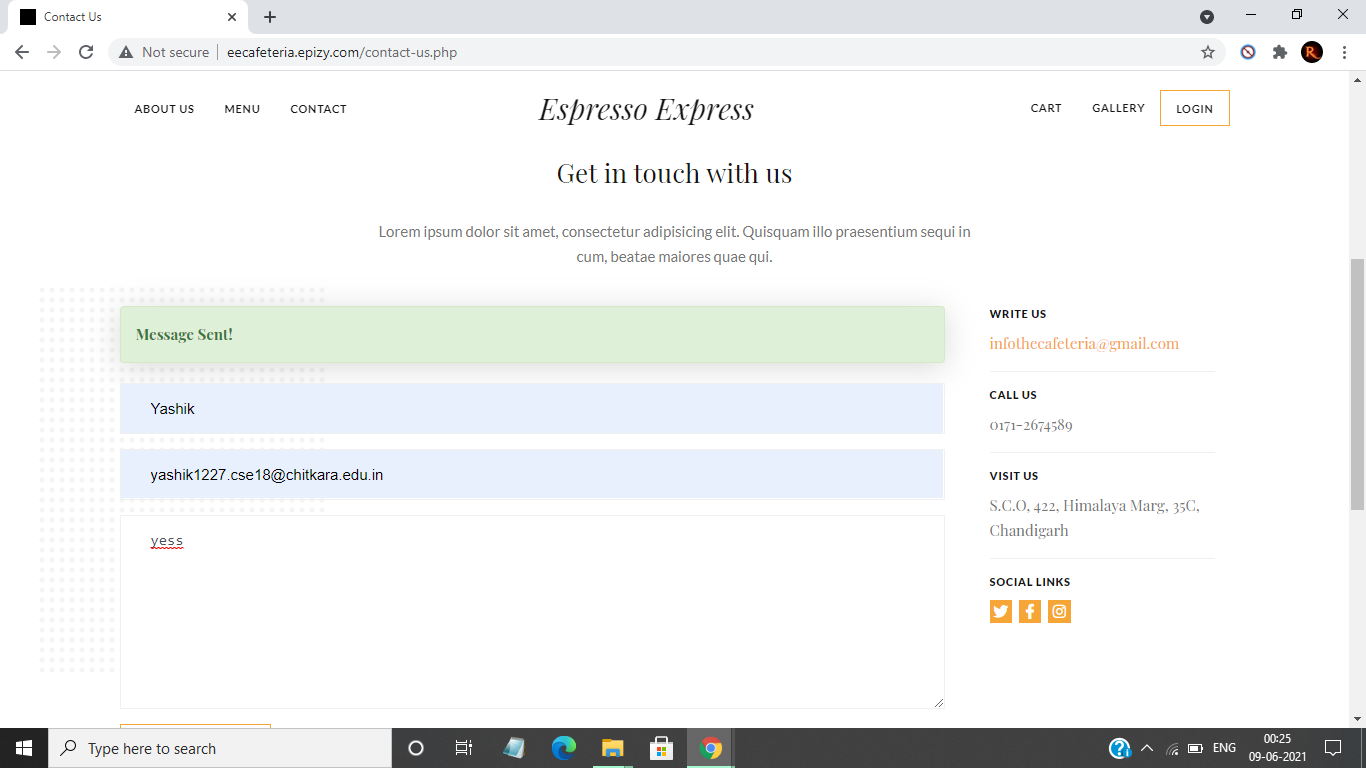 Contact Us
Not secure
eecafeteria.epizy.com/contact-us.php
R
ABOUT US
MENU
CONTACT
Espresso Express
CART
GALLERY
LOGIN
Get in touch with us
Lorem ipsum dolor sit amet, consectetur adipisicing elit. Quisquam illo praesentium sequi in
cum, beatae maiores quae qui.
Message Sent!
Yashik
yashik1227.cse18@chitkara.edu.in
yess
WRITE US
infothecafeteria@gmail.com
CALL US
0171-2674589
VISIT US
S.C.O, 422, Himalaya Marg, 35C,
Chandigarh
SOCIAL LINKS
Type here to search
ENG
00:25
09-06-2021